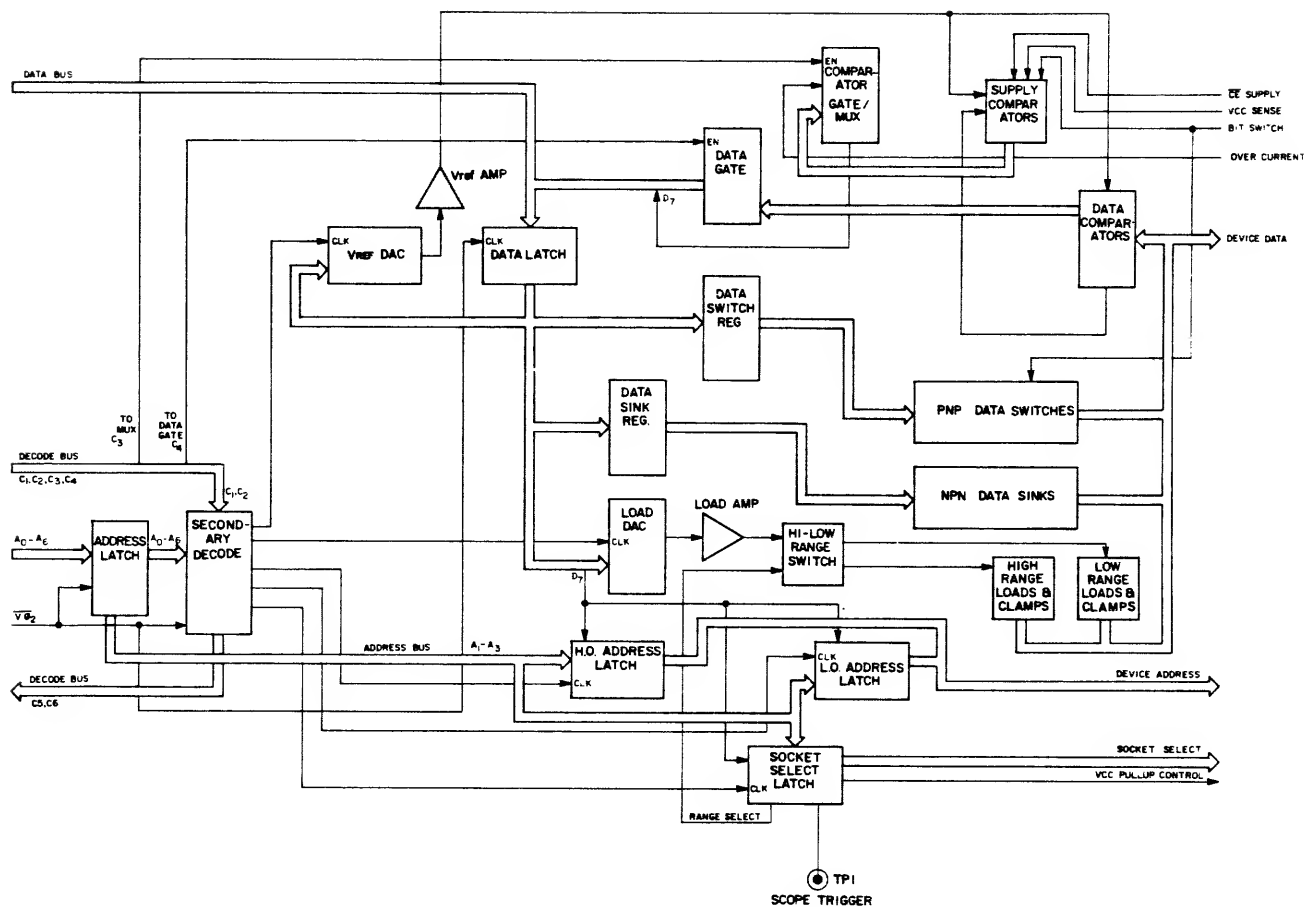 DATA BUS
EN
COMPAR-
ATOR
GATE/
MUX
SUPPLY
COMPAR-
ATORS
C̅E̅ SUPPLY
VCC SENSE
BIT SWITCH
OVER CURRENT
EN
DATA
GATE
Vref AMP
D7
CLK
VREF DAC
CLK
DATA LATCH
DATA
COMPAR-
ATORS
DEVICE DATA
DATA
SWITCH
REG
DATA
SINK
REG.
PNP DATA SWITCHES
TO
MUX
C3
TO
DATA
GATE
C4
DECODE BUS
C1,C2,C3,C4
C1,C2
NPN DATA SINKS
SECOND-
ARY
DECODE
LOAD
DAC
CLK
LOAD AMP
HI-LOW
RANGE
SWITCH
A0-A6
ADDRESS
LATCH
A0-A6
D7
HIGH
RANGE
LOADS &
CLAMPS
LOW
RANGE
LOADS &
CLAMPS
V̅Ø̅2
ADDRESS BUS
A1-A3
H.O. ADDRESS
LATCH
CLK
CLK
L.O. ADDRESS
LATCH
DEVICE ADDRESS
DECODE BUS
C5,C6
SOCKET
SELECT
LATCH
CLK
SOCKET SELECT
VCC PULLUP CONTROL
RANGE SELECT
TP1
SCOPE TRIGGER